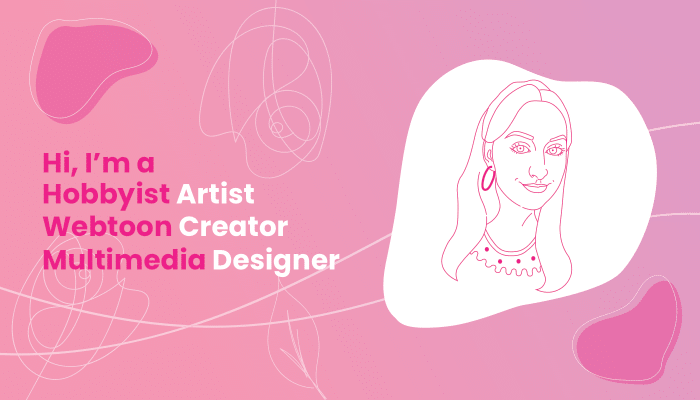 Hi, I’m a
Hobbyist Artist
Webtoon Creator
Multimedia Designer